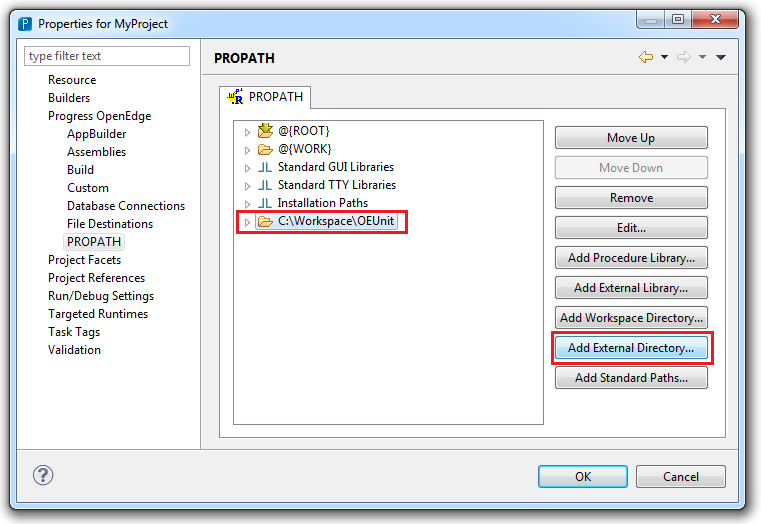 Properties for MyProject
type filter text
Resource
Builders
Progress OpenEdge
AppBuilder
Assemblies
Build
Custom
Database Connections
File Destinations
PROPATH
Project Facets
Project References
Run/Debug Settings
Targeted Runtimes
Task Tags
Validation
PROPATH
PROPATH
@{ROOT}
@{WORK}
Standard GUI Libraries
Standard TTY Libraries
Installation Paths
C:\Workspace\OEUnit
Move Up
Move Down
Remove
Edit...
Add Procedure Library...
Add External Library...
Add Workspace Directory...
Add External Directory...
Add Standard Paths...
OK
Cancel